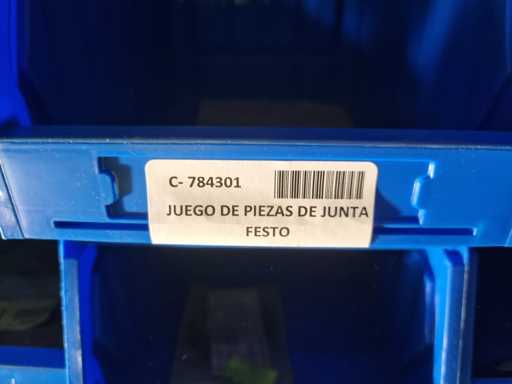 C- 784301
JUEGO DE PIEZAS DE JUNTA
FESTO